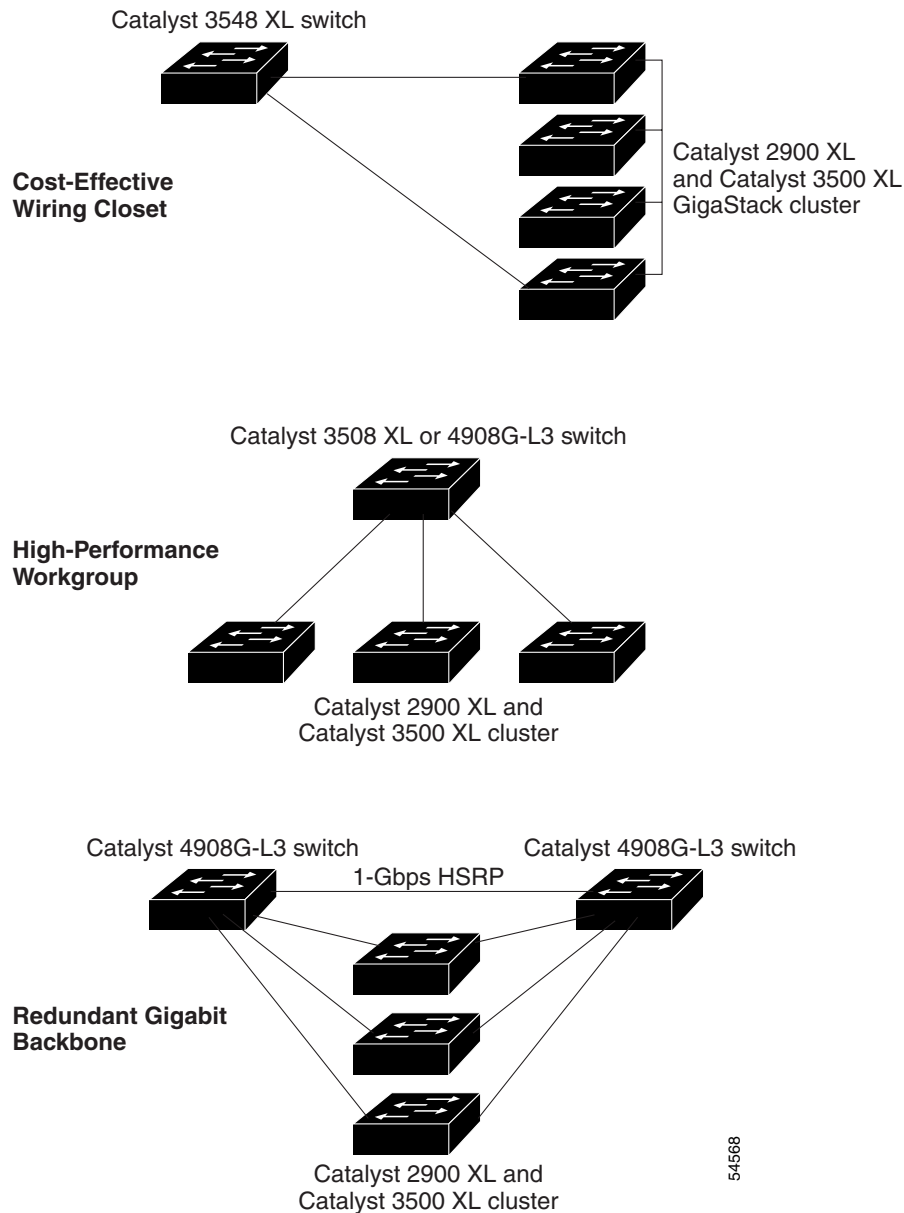 Catalyst 3548 XL switch
Cost-Effective
Wiring Closet
Catalyst 2900 XL
and Catalyst 3500 XL
GigaStack cluster
Catalyst 3508 XL or 4908G-L3 switch
High-Performance
Workgroup
Catalyst 2900 XL and
Catalyst 3500 XL cluster
Catalyst 4908G-L3 switch
Catalyst 4908G-L3 switch
1-Gbps HSRP
Redundant Gigabit
Backbone
Catalyst 2900 XL and
Catalyst 3500 XL cluster
54568